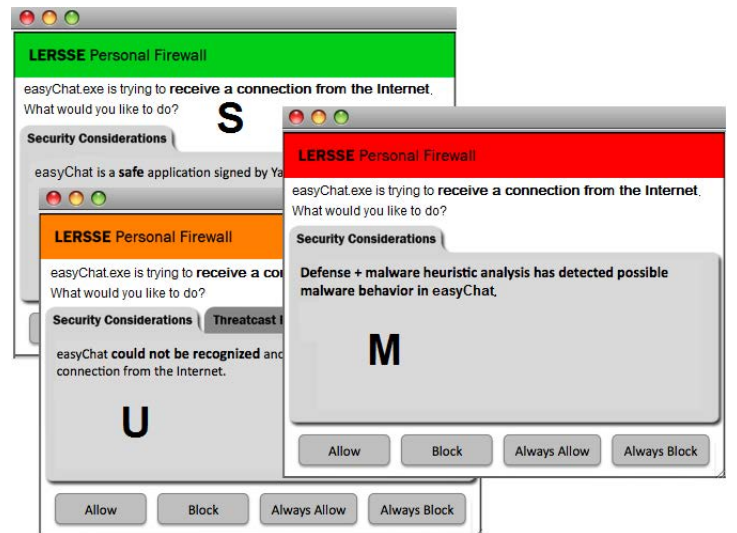 LERSSE Personal Firewall
easyChat.exe is trying to receive a connection from the Internet.
What would you like to do?
S
Security Considerations
easyChat is a safe application signed by
LERSSE Personal Firewall
easyChat.exe is trying to receive a
What would you like to do?
Security Considerations Threatcast
easyChat could not be recognized and
connection from the Internet.
U
Allow Block Always Allow Always Block
LERSSE Personal Firewall
easyChat.exe is trying to receive a connection from the Internet.
What would you like to do?
Security Considerations
Defense + malware heuristic analysis has detected possible
malware behavior in easyChat.
M
Allow Block Always Allow Always Block